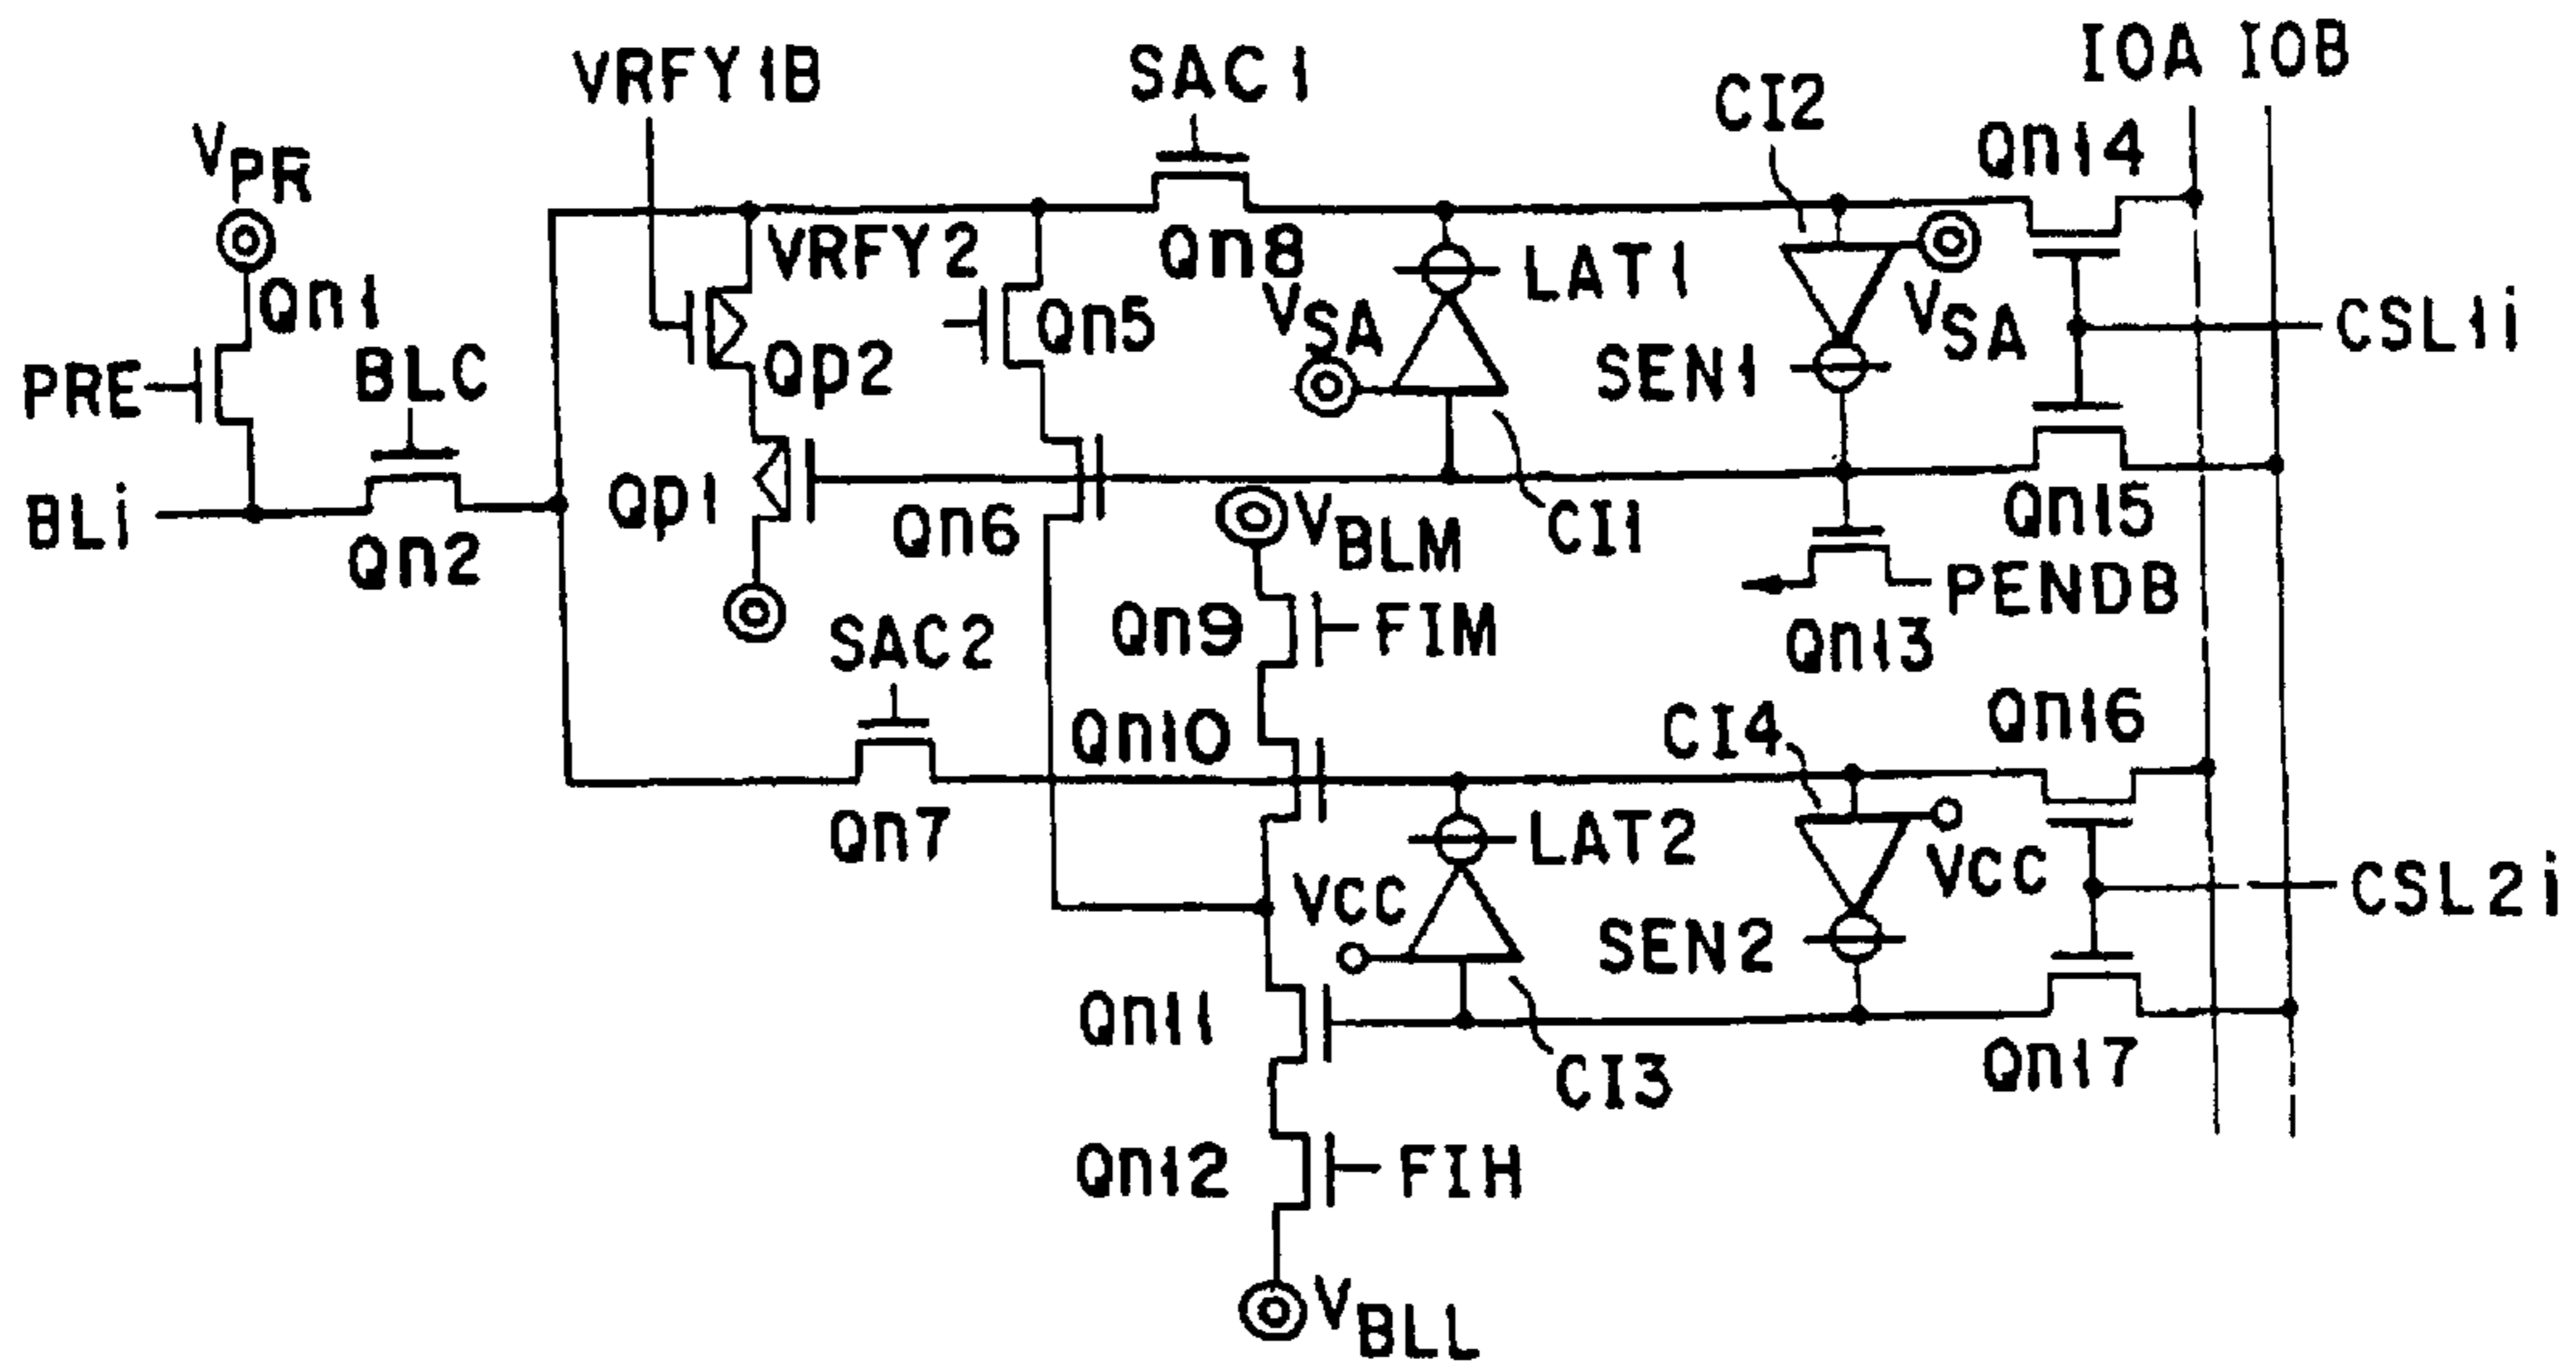 IOA IOB
VRFY1B
SAC1
CI2
Qn14
VPR
VRFY2
Qn8
LAT1
VSA
Qn1
Qn5
VSA
CSL1i
PRE
BLC
Qp2
SEN1
BLi
Qn2
Qp1
Qn6
VBLM
CI1
Qn15
PENDB
SAC2
Qn9
FIM
Qn13
Qn10
CI4
Qn16
Qn7
LAT2
VCC
VCC
CSL2i
SEN2
Qn11
CI3
Qn17
Qn12
FIH
VBLL